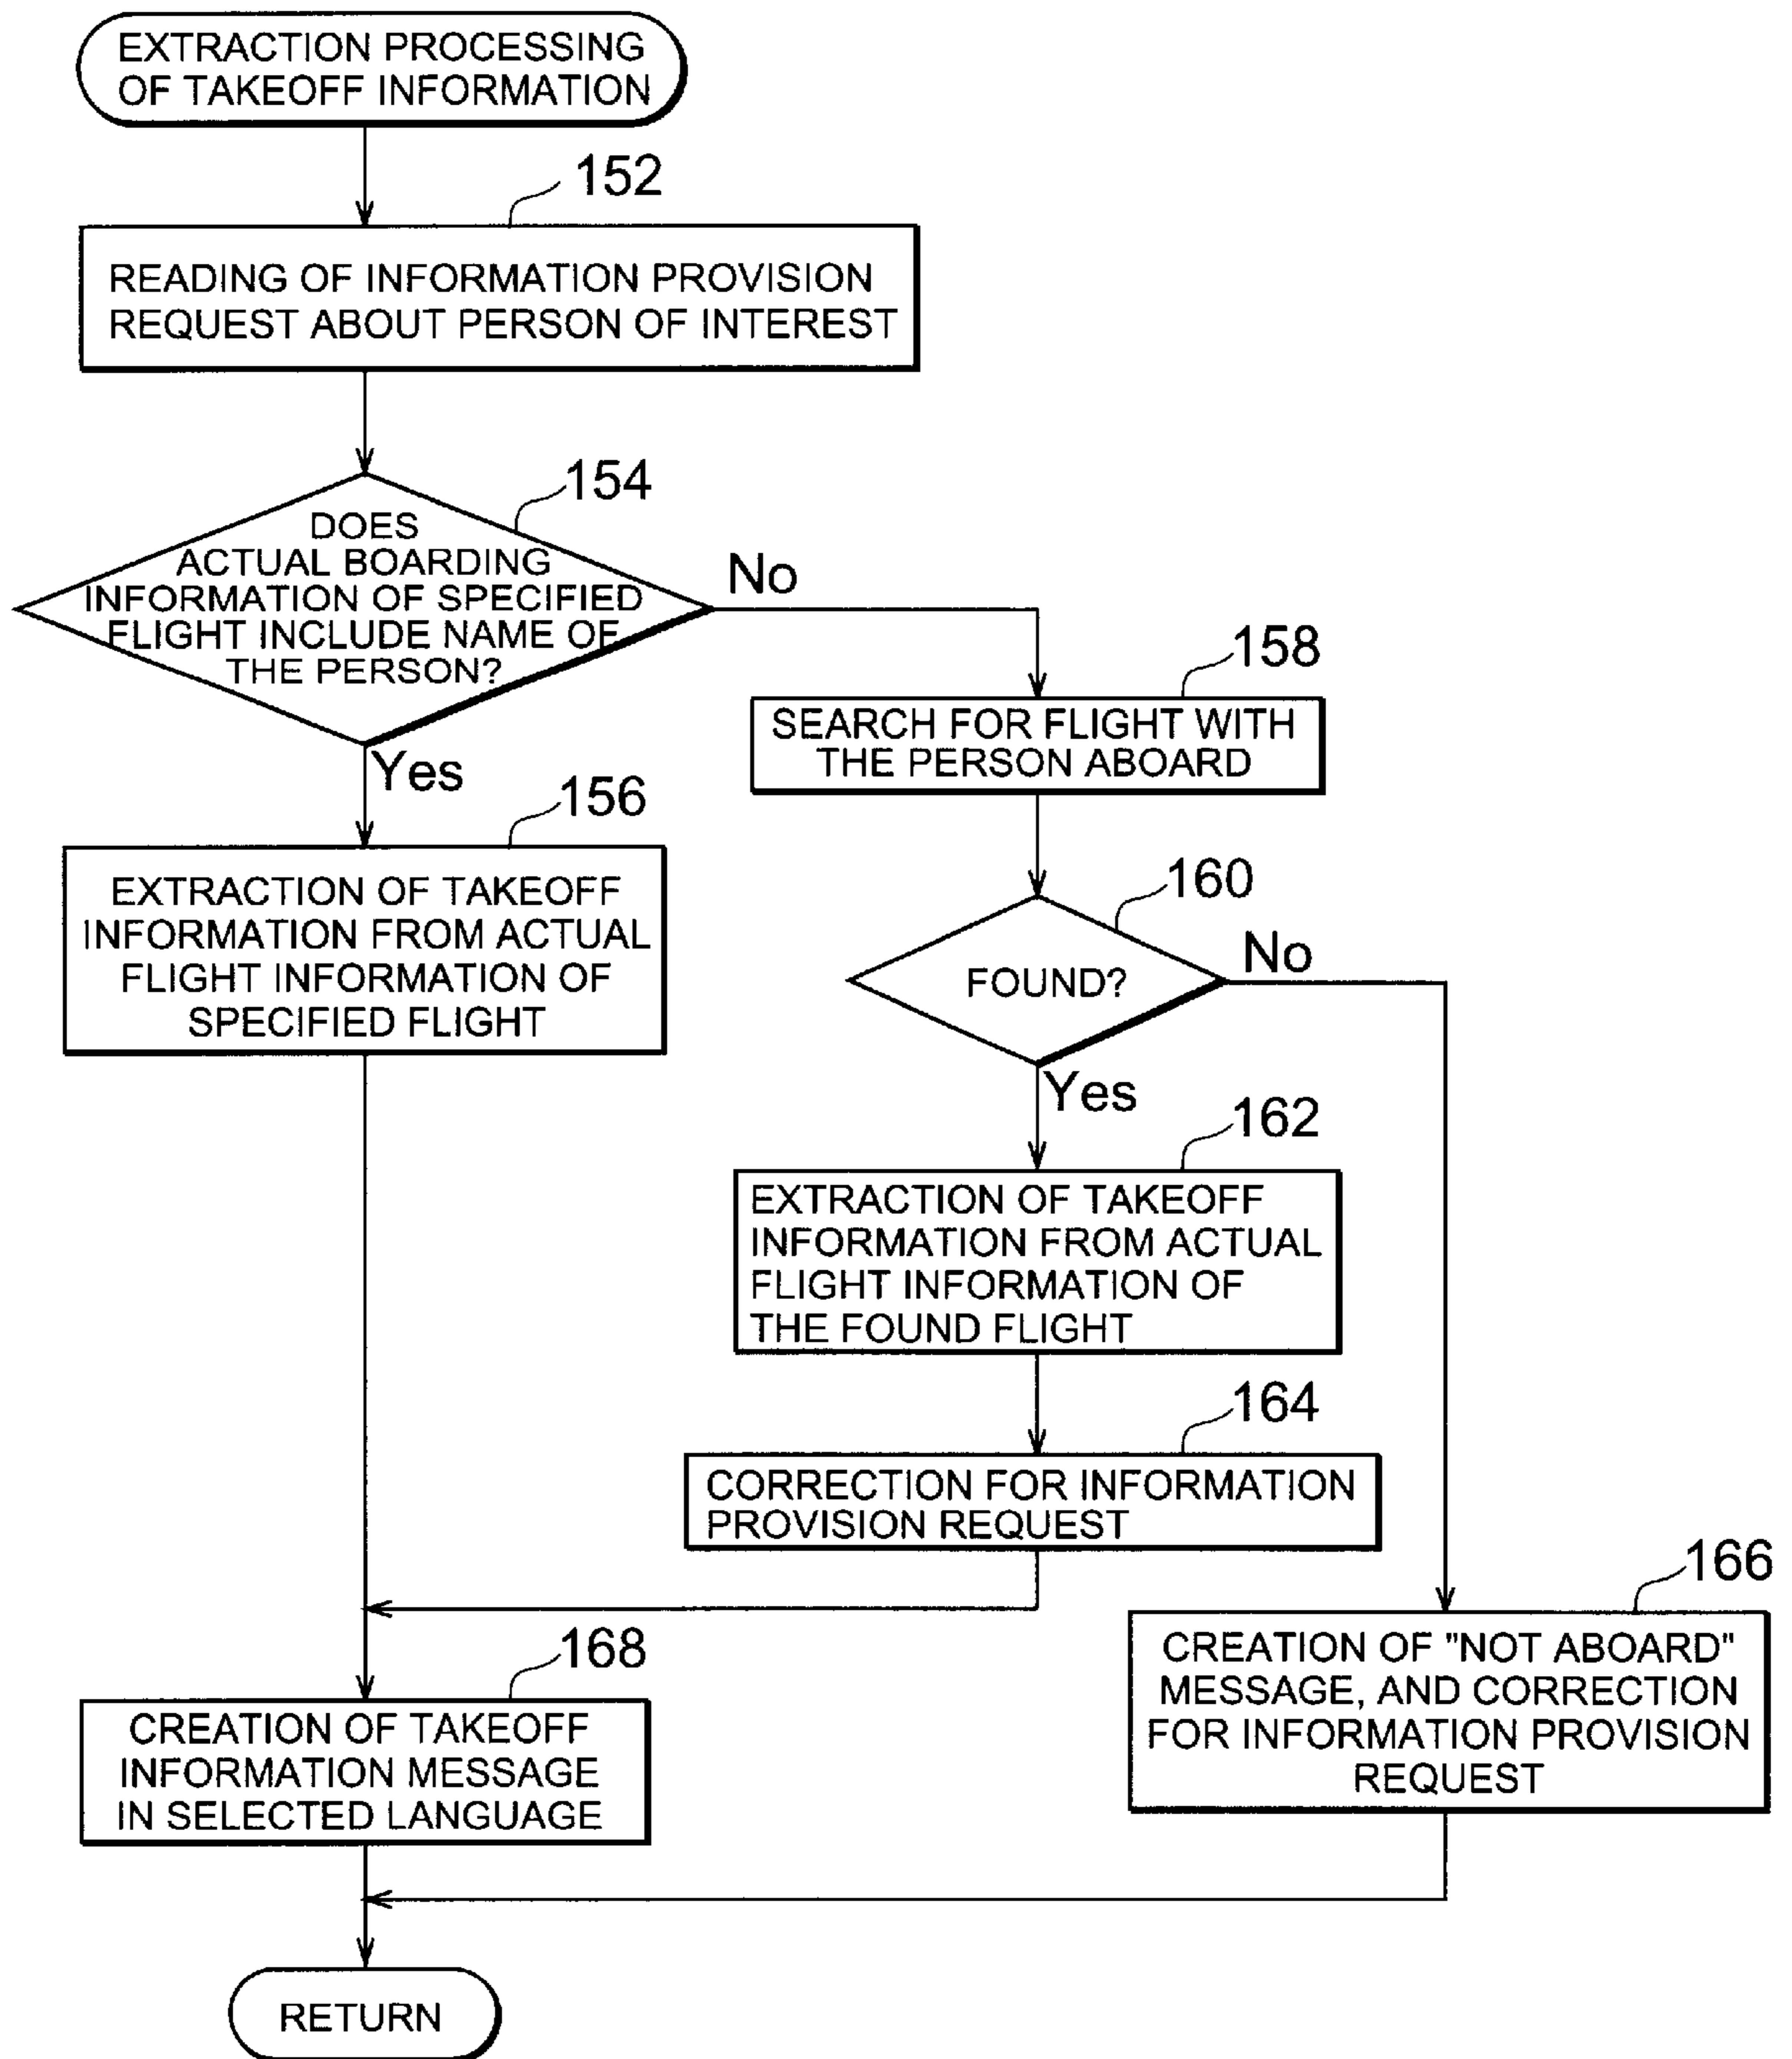 EXTRACTION PROCESSING
OF TAKEOFF INFORMATION
152
READING OF INFORMATION PROVISION
REQUEST ABOUT PERSON OF INTEREST
154
DOES
ACTUAL BOARDING
INFORMATION OF SPECIFIED
FLIGHT INCLUDE NAME OF
THE PERSON?
No
Yes
156
EXTRACTION OF TAKEOFF
INFORMATION FROM ACTUAL
FLIGHT INFORMATION OF
SPECIFIED FLIGHT
158
SEARCH FOR FLIGHT WITH
THE PERSON ABOARD
160
FOUND?
No
Yes
162
EXTRACTION OF TAKEOFF
INFORMATION FROM ACTUAL
FLIGHT INFORMATION OF
THE FOUND FLIGHT
164
CORRECTION FOR INFORMATION
PROVISION REQUEST
166
CREATION OF "NOT ABOARD"
MESSAGE, AND CORRECTION
FOR INFORMATION PROVISION
REQUEST
168
CREATION OF TAKEOFF
INFORMATION MESSAGE
IN SELECTED LANGUAGE
RETURN